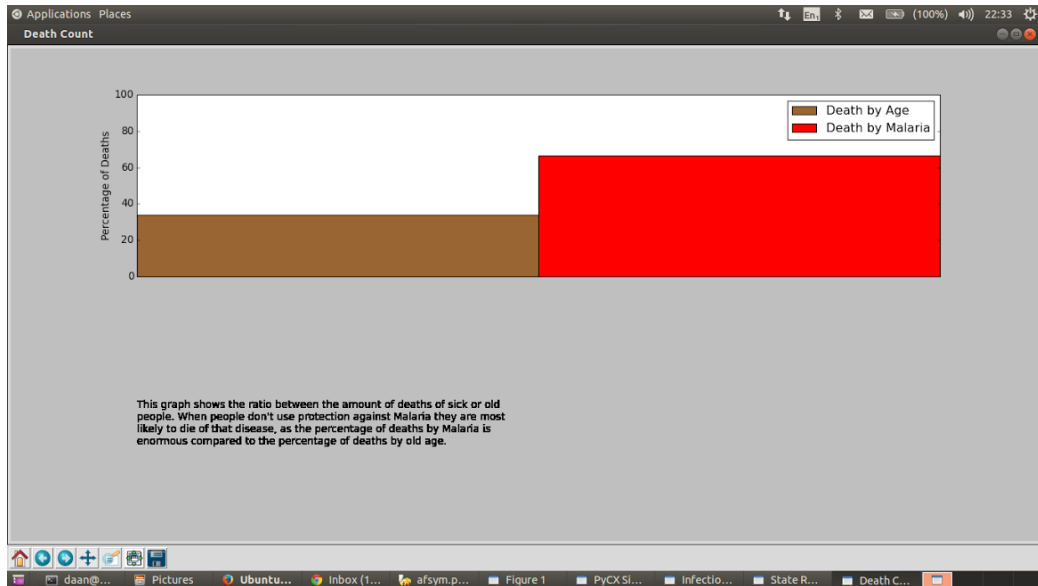 Applications Places
En1 (100%) 22:33
Death Count
100
80
60
40
20
0
Percentage of Deaths
Death by Age
Death by Malaria
This graph shows the ratio between the amount of deaths of sick or old
people. When people don't use protection against Malaria they are most
likely to die of that disease, as the percentage of deaths by Malaria is
enormous compared to the percentage of deaths by old age.
daan@... Pictures Ubuntu... Inbox (1... afsym.p... Figure 1 PyCX Si... Infectio... State R... Death C...